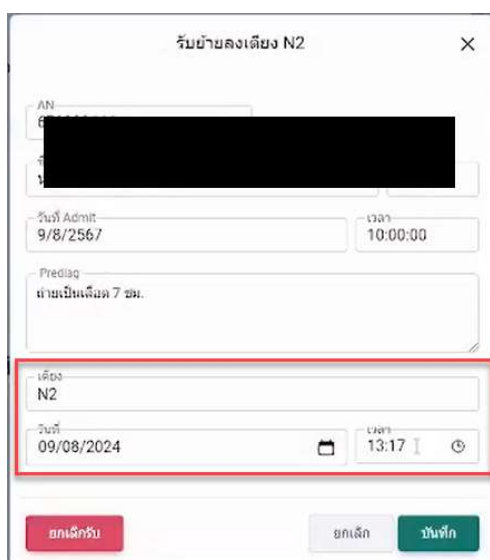 รับย้ายลงเตียง N2
AN
วันที่ Admit
เวลา
9/8/2567
10:00:00
Prediag
ถ่ายเป็นเลือด 7 ชม.
เตียง
N2
วันที่
เวลา
09/08/2024
13:17
ยกเลิกรับ
ยกเลิก
บันทึก